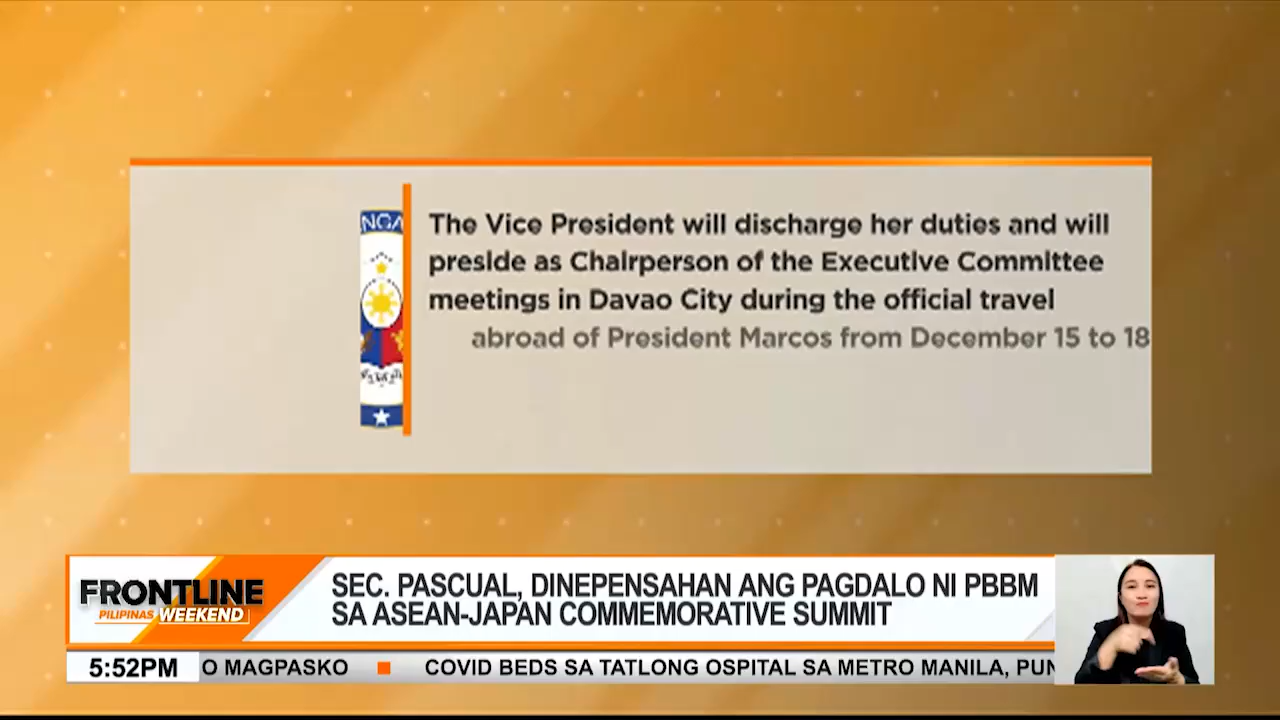 NGA
The Vice President will discharge her duties and will
preside as Chairperson of the Executive Committee
meetings in Davao City during the official travel
abroad of President Marcos from December 15 to 18
FRONTLINE
PILIPINAS WEEKEND
SEC. PASCUAL, DINEPENSAHAN ANG PAGDALO NI PBBM
SA ASEAN-JAPAN COMMEMORATIVE SUMMIT
5:52PM O MAGPASKO COVID BEDS SA TATLONG OSPITAL SA METRO MANILA, PUN